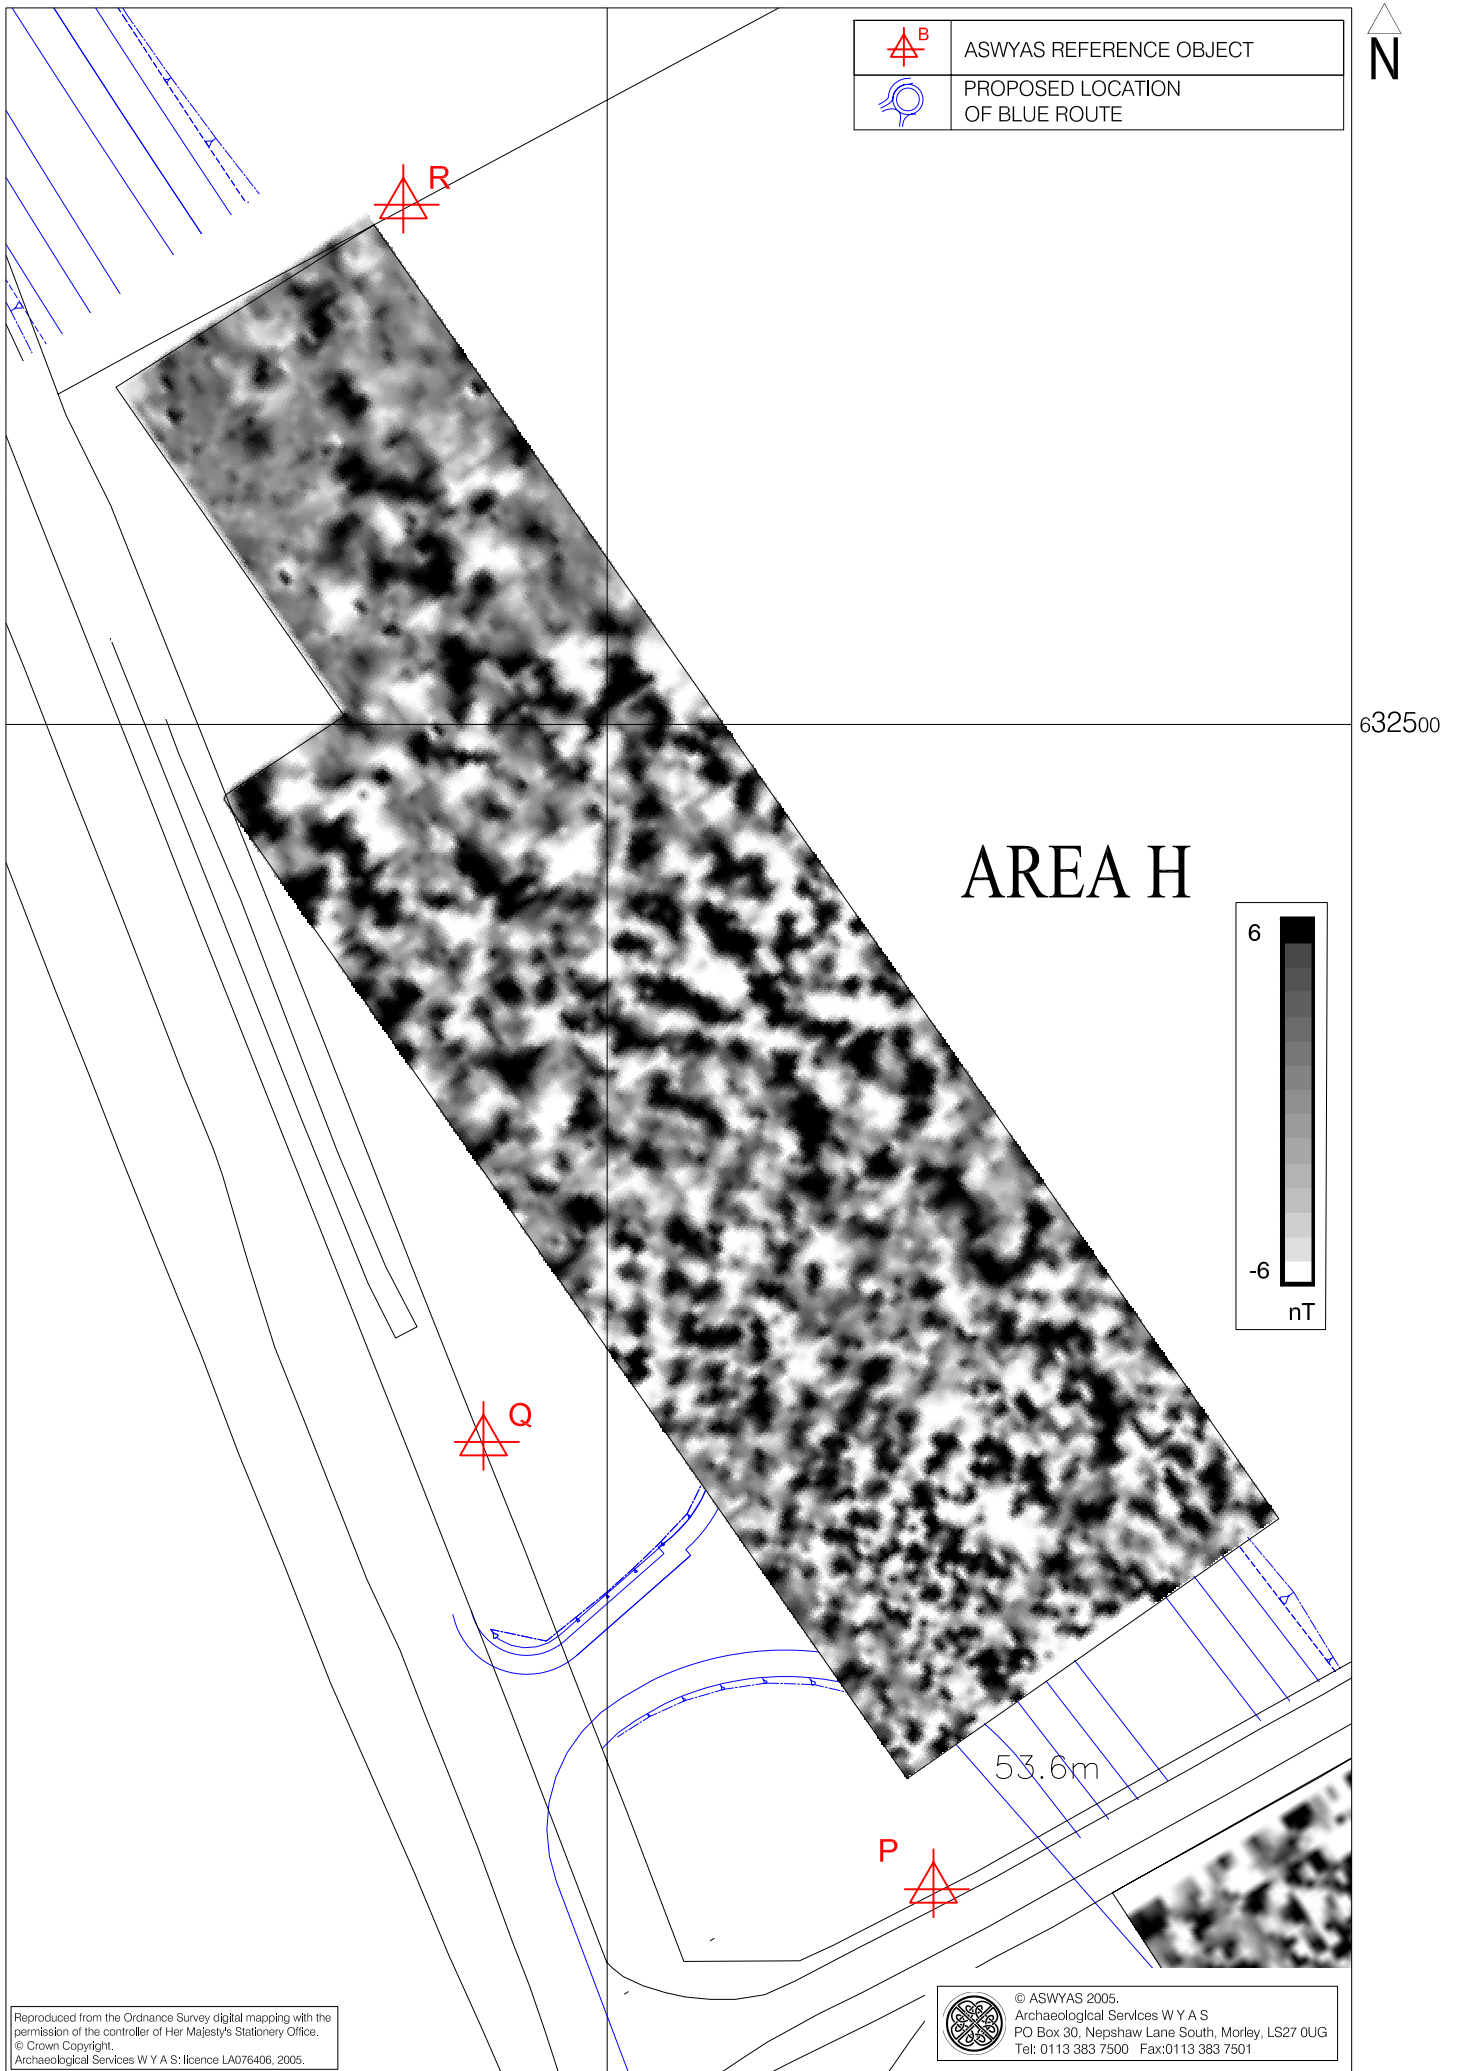 B
ASWYAS REFERENCE OBJECT
PROPOSED LOCATION
OF BLUE ROUTE
N
R
632500
AREA H
6
-6
nT
Q
53.6m
P
Reproduced from the Ordnance Survey digital mapping with the
permission of the controller of Her Majesty's Stationery Office.
© Crown Copyright.
Archaeological Services W Y A S: licence LA076406, 2005.
© ASWYAS 2005.
Archaeological Services W Y A S
PO Box 30, Nepshaw Lane South, Morley, LS27 0UG
Tel: 0113 383 7500 Fax:0113 383 7501